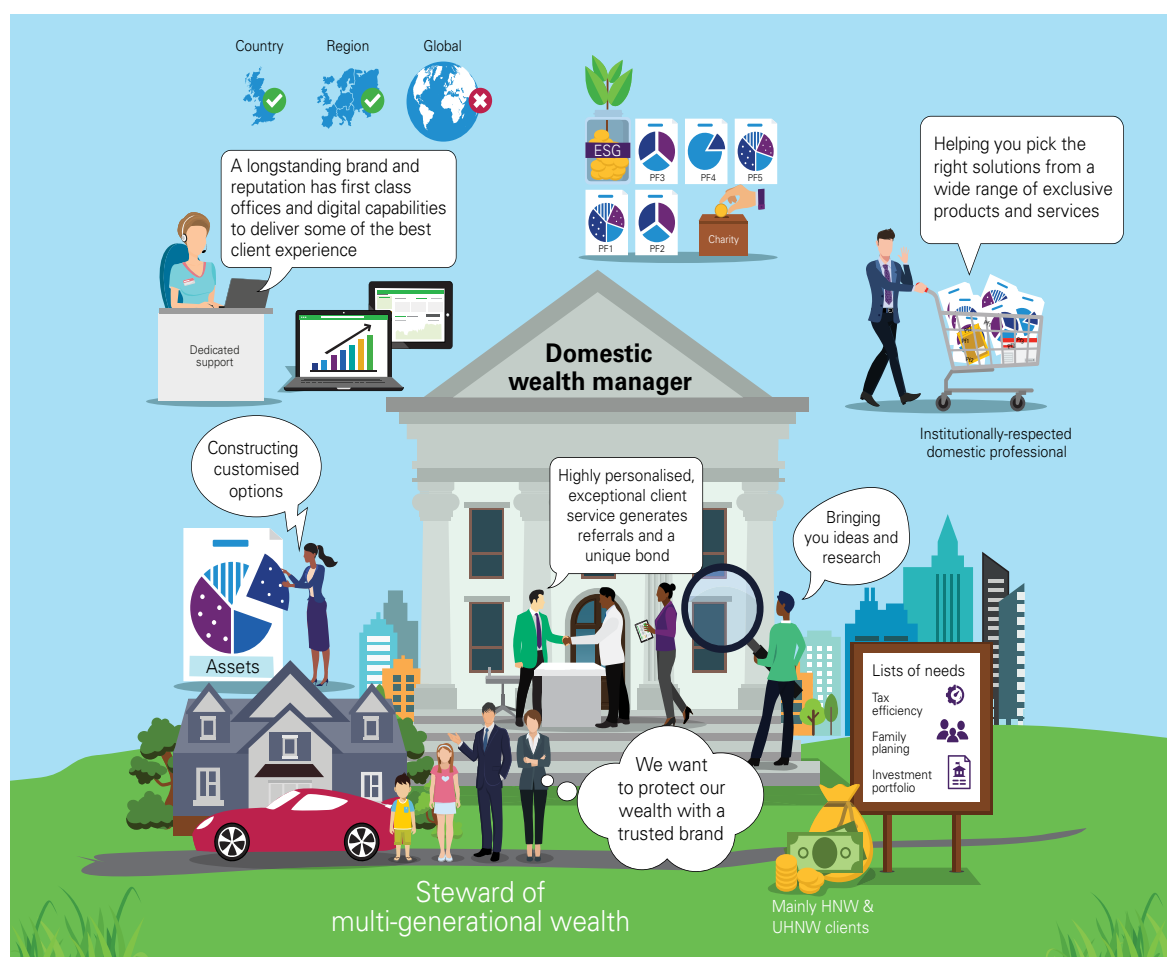 Country
Region
Global
A longstanding brand and
reputation has first class
offices and digital capabilities
to deliver some of the best
client experience
Dedicated
support
ESG
PF3
PF4
PF5
PF1
PF2
Charity
Helping you pick the
right solutions from a
wide range of exclusive
products and services
Institutionally-respected
domestic professional
Domestic
wealth manager
Constructing
customised
options
Assets
Highly personalised,
exceptional client
service generates
referrals and a
unique bond
Bringing
you ideas and
research
Lists of needs
Tax
efficiency
Family
planing
Investment
portfolio
We want
to protect our
wealth with a
trusted brand
Steward of
multi-generational wealth
Mainly HNW &
UHNW clients